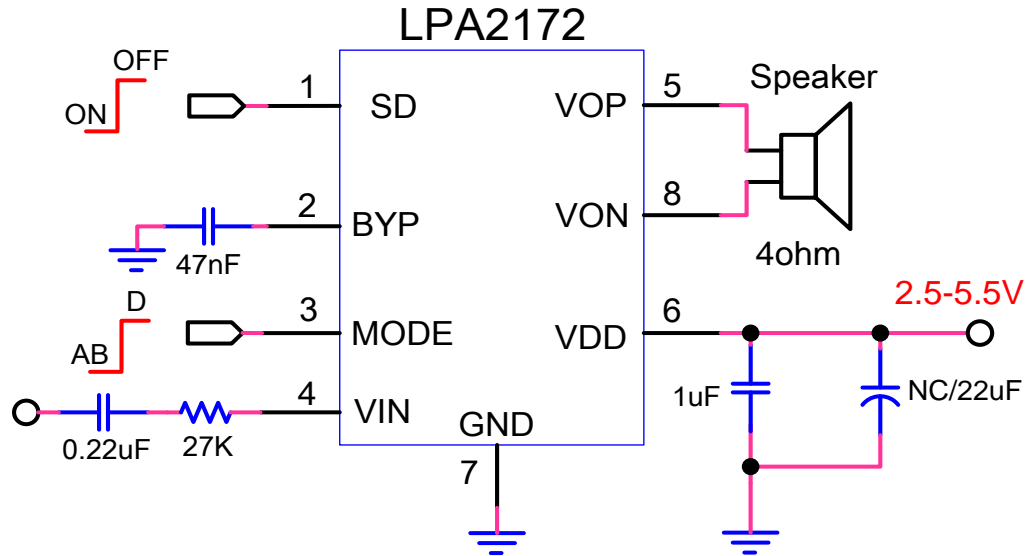 LPA2172
OFF
ON
1
SD
VOP
5
Speaker
2
BYP
47nF
VON
8
4ohm
D
AB
3
MODE
VDD
6
2.5-5.5V
0.22uF
27K
4
VIN
GND
7
1uF
NC/22uF